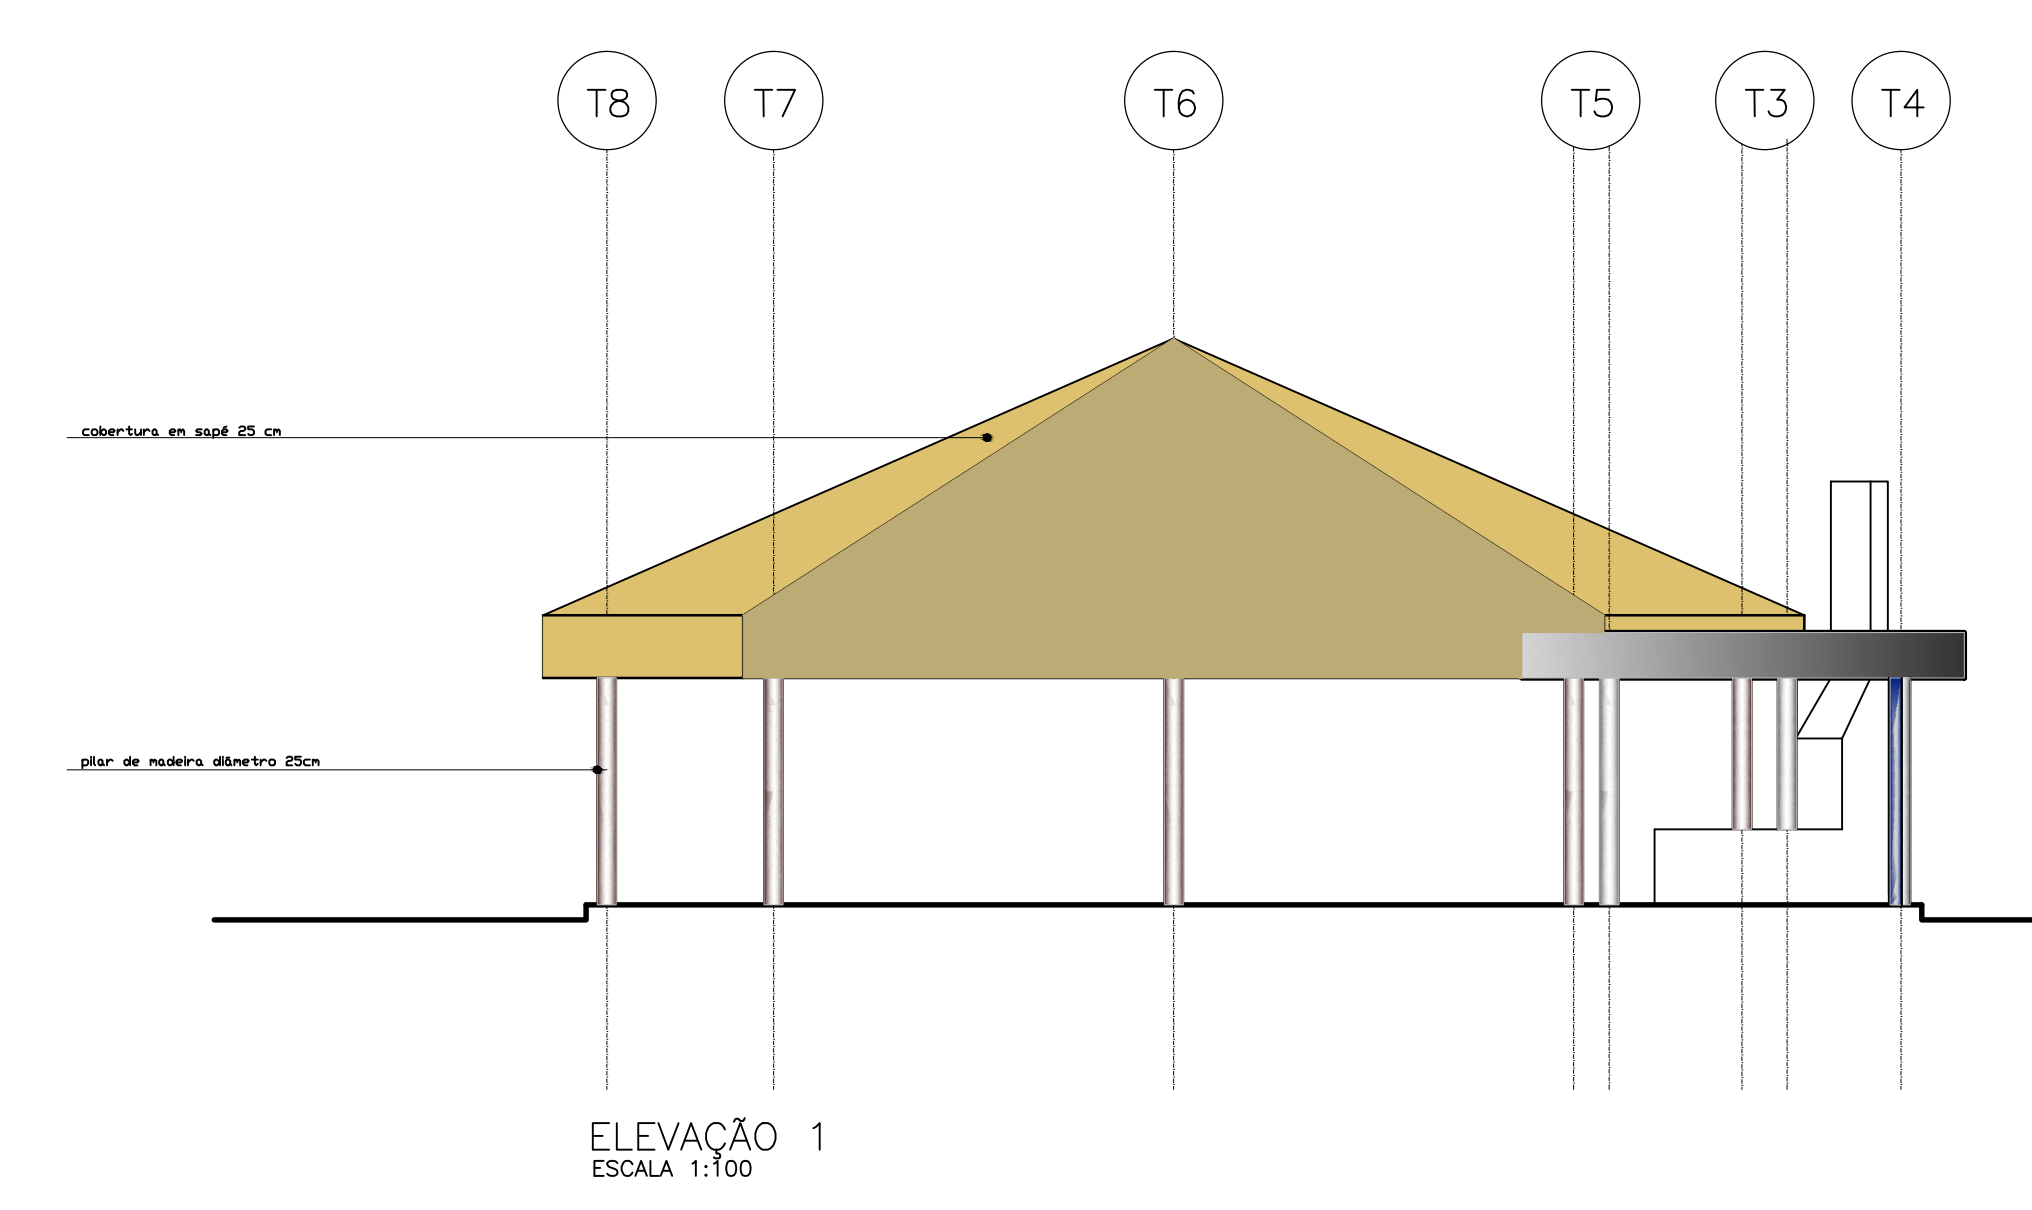 T8 T7 T6 T5 T3 T4
cobertura em sapé 25 cm
pilar de madeira diâmetro 25cm
ELEVAÇÃO 1
ESCALA 1:100